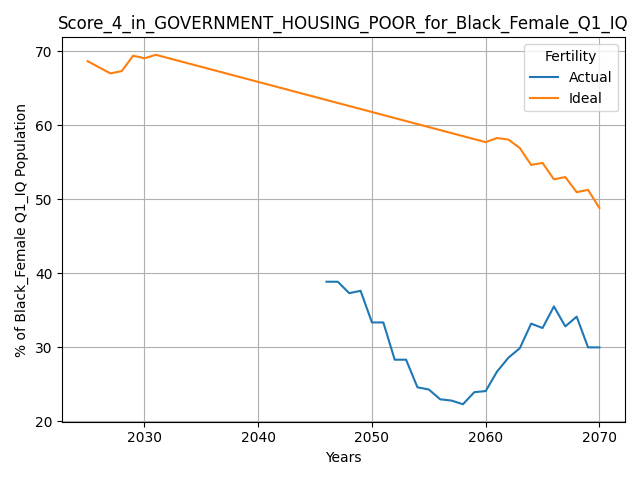 Score_4_in_GOVERNMENT_HOUSING_POOR_for_Black_Female_Q1_IQ
Fertility
Actual
Ideal
% of Black_Female Q1_IQ Population
70
60
50
40
30
20
2030
2040
2050
2060
2070
Years